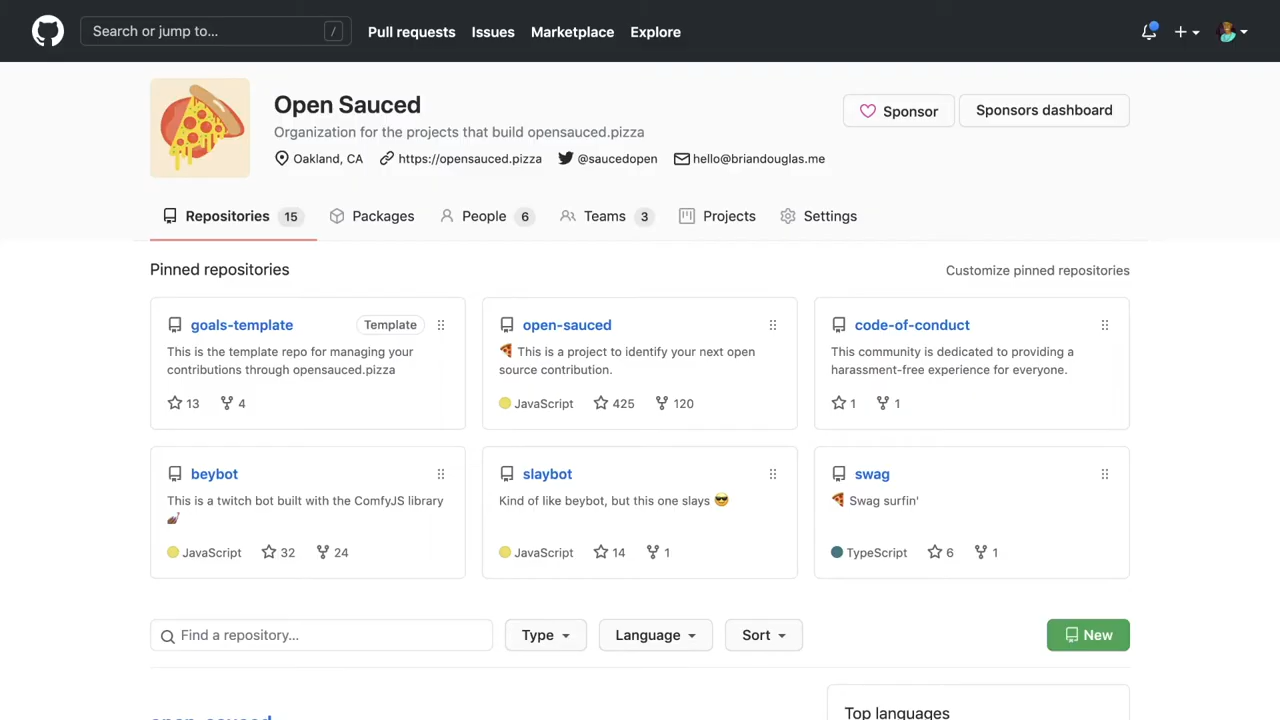 Search or jump to... /
Pull requests Issues Marketplace Explore
Open Sauced
Organization for the projects that build opensauced.pizza
Oakland, CA https://opensauced.pizza @saucedopen hello@briandouglas.me
Sponsor Sponsors dashboard
Repositories 15 Packages People 6 Teams 3 Projects Settings
Pinned repositories Customize pinned repositories
goals-template Template
This is the template repo for managing your
contributions through opensauced.pizza
13 4
open-sauced
🍕 This is a project to identify your next open
source contribution.
JavaScript 425 120
code-of-conduct
This community is dedicated to providing a
harassment-free experience for everyone.
1 1
beybot
This is a twitch bot built with the ComfyJS library
💅🏾
JavaScript 32 24
slaybot
Kind of like beybot, but this one slays 😎
JavaScript 14 1
swag
🍕 Swag surfin'
TypeScript 6 1
Find a repository... Type Language Sort New
open-sauced
Top languages